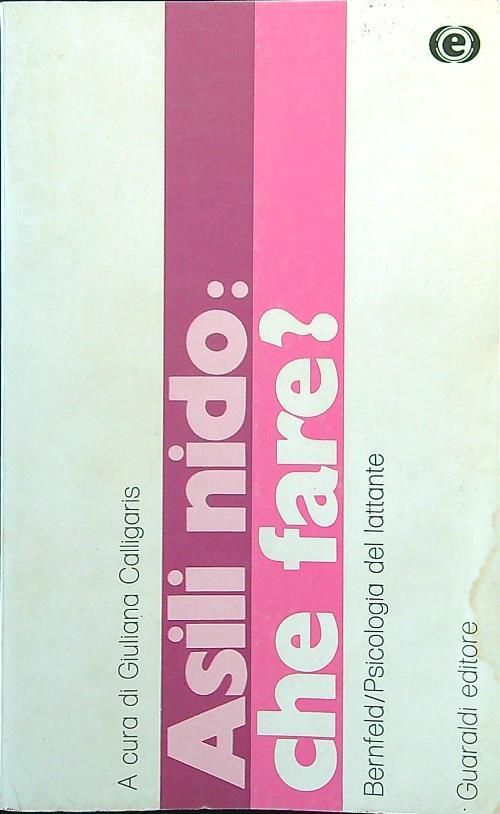 A cura di Giuliana Calligaris
Asili nido:
che fare?
Bernfeld/Psicologia del lattante
Guaraldi editore
e